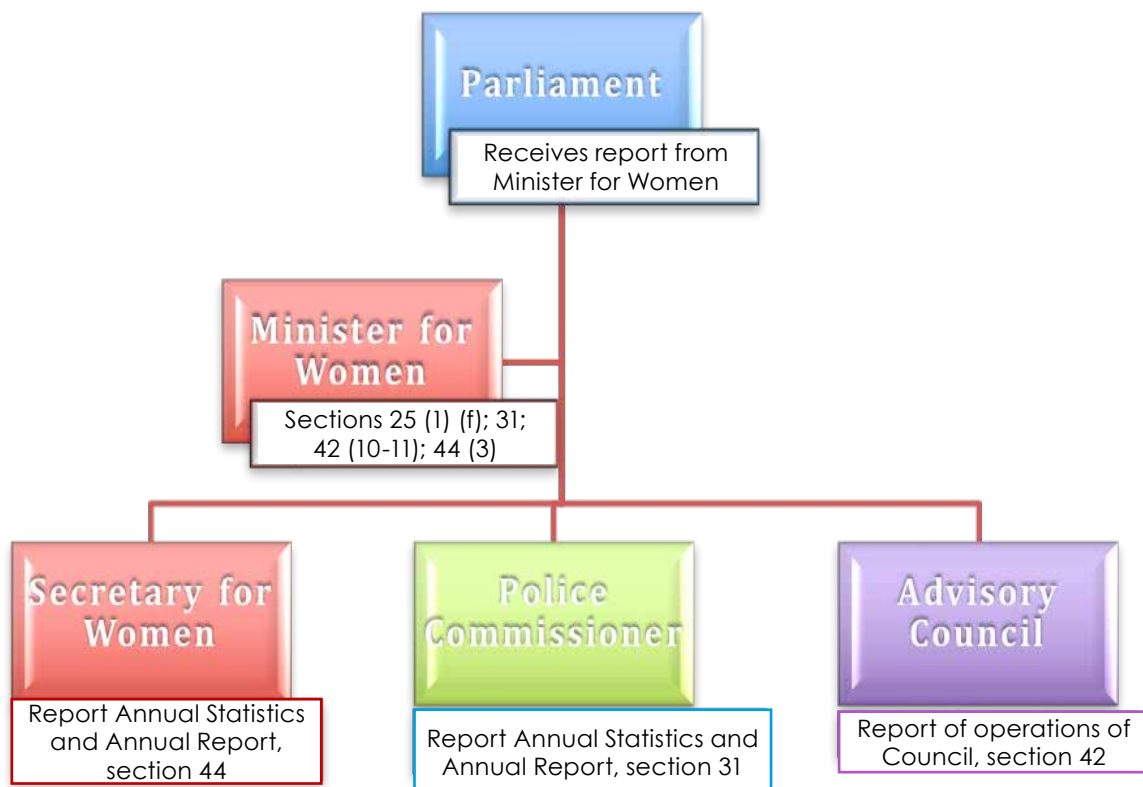 Parliament
Receives report from
Minister for Women
Minister for
Women
Sections 25 (1) (f); 31;
42 (10-11); 44 (3)
Secretary for
Women
Report Annual Statistics
and Annual Report,
section 44
Police
Commissioner
Report Annual Statistics and
Annual Report, section 31
Advisory
Council
Report of operations of
Council, section 42